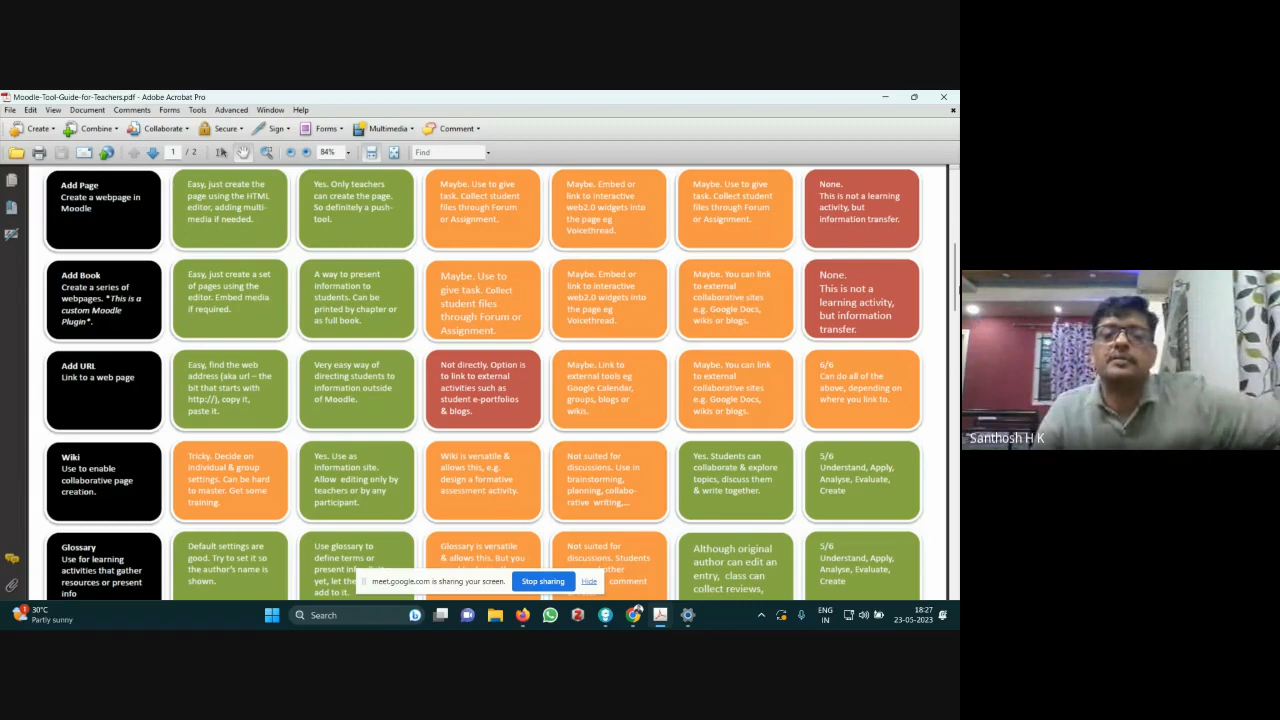 Moodle-Tool-Guide-for-Teachers.pdf - Adobe Acrobat Pro
File Edit View Document Comments Forms Tools Advanced Window Help
Create Combine Collaborate Secure Sign Forms Multimedia Comment
1 / 2 84% Find
Add Page
Create a webpage in
Moodle
Easy, just create the
page using the HTML
editor, adding multi-
media if needed.
Yes. Only teachers
can create the page.
So definitely a push-
tool.
Maybe. Use to give
task. Collect student
files through Forum
or Assignment.
Maybe. Embed or
link to interactive
web2.0 widgets into
the page eg
Voicethread.
Maybe. Use to give
task. Collect student
files through Forum
or Assignment.
None.
This is not a learning
activity, but
information transfer.
Add Book
Create a series of
webpages. *This is a
custom Moodle
Plugin*.
Easy, just create a set
of pages using the
editor. Embed media
if required.
A way to present
information to
students. Can be
printed by chapter or
as full book.
Maybe. Use to
give task. Collect
student files
through Forum or
Assignment.
Maybe. Embed or
link to interactive
web2.0 widgets into
the page eg
Voicethread.
Maybe. You can link
to external
collaborative sites
e.g. Google Docs,
wikis or blogs.
None.
This is not a
learning activity,
but information
transfer.
Add URL
Link to a web page
Easy, find the web
address (aka url – the
bit that starts with
http://), copy it,
paste it.
Very easy way of
directing students to
information outside
of Moodle.
Not directly. Option is
to link to external
activities such as
student e-portfolios
& blogs.
Maybe. Link to
external tools eg
Google Calendar,
groups, blogs or
wikis.
Maybe. You can link
to external
collaborative sites
e.g. Google Docs,
wikis or blogs.
6/6
Can do all of the
above, depending on
where you link to.
Wiki
Use to enable
collaborative page
creation.
Tricky. Decide on
individual & group
settings. Can be hard
to master. Get some
training.
Yes. Use as
information site.
Allow editing only by
teachers or by any
participant.
Wiki is versatile &
allows this, e.g.
design a formative
assessment activity.
Not suited for
discussions. Use in
brainstorming,
planning, collabo-
rative writing,...
Yes. Students can
collaborate & explore
topics, discuss them
& write together.
5/6
Understand, Apply,
Analyse, Evaluate,
Create
Glossary
Use for learning
activities that gather
resources or present
info
Default settings are
good. Try to set it so
the author's name is
shown.
Use glossary to
define terms or
present
yet, let the
add to it.
Glossary is versatile
& allows this. But you
Not suited for
discussions. Students
comment
Although original
author can edit an
entry, class can
collect reviews,
5/6
Understand, Apply,
Analyse, Evaluate,
Create
meet.google.com is sharing your screen. Stop sharing Hide
Santhosh H K
1
30°C
Partly sunny
Search
ENG
IN
18:27
23-05-2023